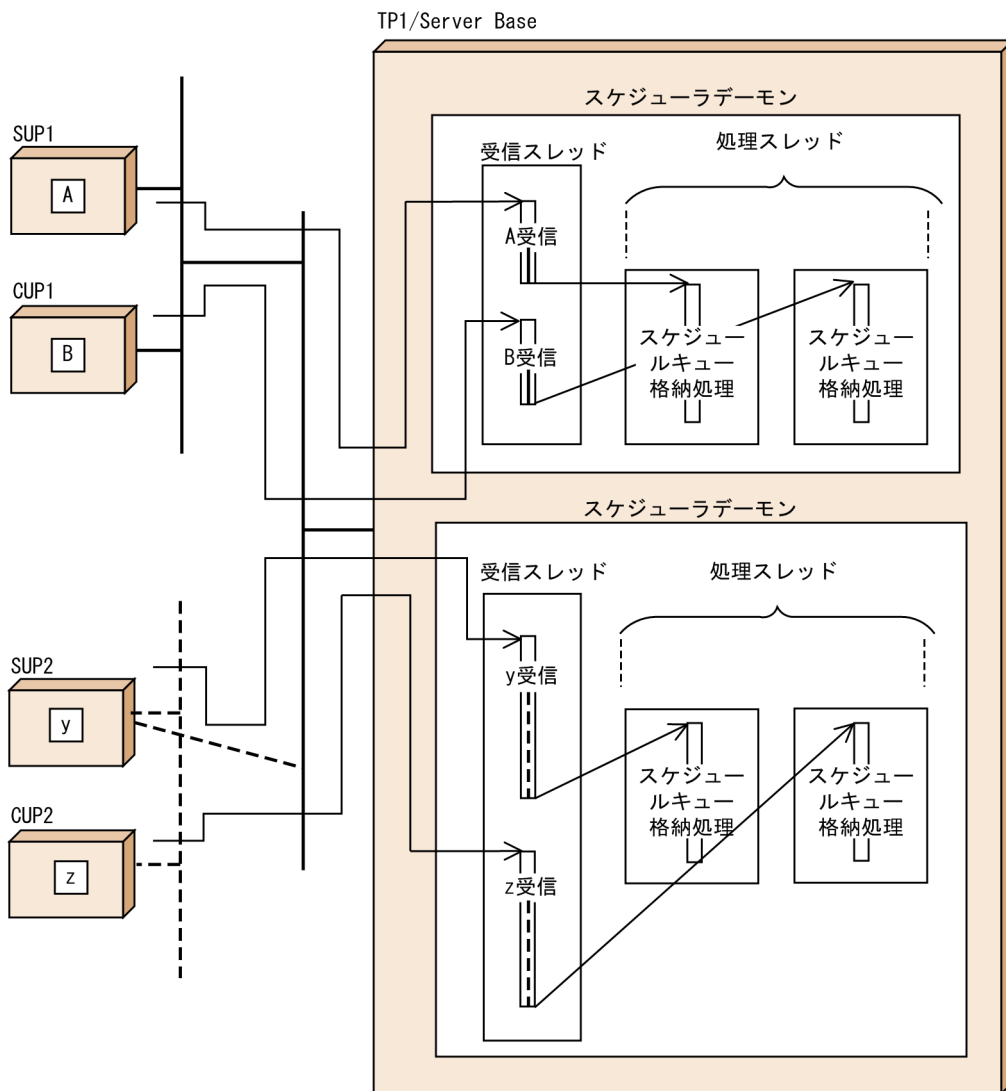 TP1/Server Base
スケジューラデーモン
SUP1
A
CUP1
B
受信スレッド
処理スレッド
A受信
B受信
スケジュー
ルキュー
格納処理
スケジュー
ルキュー
格納処理
スケジューラデーモン
SUP2
y
CUP2
z
受信スレッド
処理スレッド
y受信
z受信
スケジュー
ルキュー
格納処理
スケジュー
ルキュー
格納処理